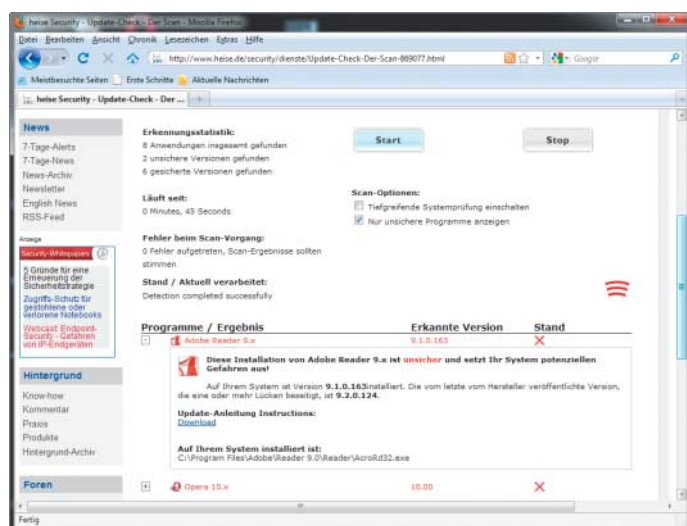 heise Security - Update-Check - Der Scan - Mozilla Firefox
Datei Bearbeiten Ansicht Chronik Lesezeichen Extras Hilfe
http://www.heise.de/security/dienste/Update-Check-Der-Scan-869077.html
Google
Meistbesuchte Seiten Erste Schritte Aktuelle Nachrichten
heise Security - Update-Check - Der ...
News
7-Tage-Alerts
7-Tage-News
News-Archiv
Newsletter
English News
RSS-Feed
Anzeige
Security-Whitepapers
5 Gründe für eine
Erneuerung der
Sicherheitstrategie
Zugriffs-Schutz für
gestohlene oder
verlorene Notebooks
Webcast: Endpoint-
Security - Gefahren
von IP-Endgeräten
Hintergrund
Know-how
Kommentar
Praxis
Produkte
Hintergrund-Archiv
Foren
Erkennungsstatistik:
8 Anwendungen insgesamt gefunden
2 unsichere Versionen gefunden
6 gesicherte Versionen gefunden
Läuft seit:
0 Minutes, 45 Seconds
Fehler beim Scan-Vorgang:
0 Fehler aufgetreten, Scan-Ergebnisse sollten
stimmen
Stand / Aktuell verarbeitet:
Detection completed successfully
Start
Stop
Scan-Optionen:
Tiefgreifende Systemprüfung einschalten
Nur unsichere Programme anzeigen
Programme / Ergebnis Erkannte Version Stand
Adobe Reader 9.x 9.1.0.163
Diese Installation von Adobe Reader 9.x ist unsicher und setzt Ihr System potenziellen
Gefahren aus!
Auf Ihrem System ist Version 9.1.0.163installiert. Die vom letzte vom Hersteller veröffentlichte Version,
die eine oder mehr Lücken beseitigt, ist 9.2.0.124.
Update-Anleitung Instructions:
Download
Auf Ihrem System installiert ist:
C:\Program Files\Adobe\Reader 9.0\Reader\AcroRd32.exe
Opera 10.x 10.00
Fertig